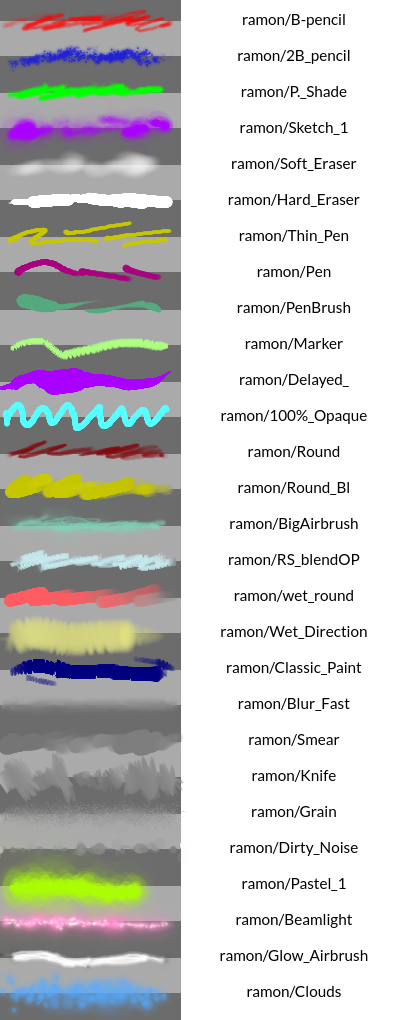 ramon/B-pencil
ramon/2B_pencil
ramon/P._Shade
ramon/Sketch_1
ramon/Soft_Eraser
ramon/Hard_Eraser
ramon/Thin_Pen
ramon/Pen
ramon/PenBrush
ramon/Marker
ramon/Delayed_
ramon/100%_Opaque
ramon/Round
ramon/Round_Bl
ramon/BigAirbrush
ramon/RS_blendOP
ramon/wet_round
ramon/Wet_Direction
ramon/Classic_Paint
ramon/Blur_Fast
ramon/Smear
ramon/Knife
ramon/Grain
ramon/Dirty_Noise
ramon/Pastel_1
ramon/Beamlight
ramon/Glow_Airbrush
ramon/Clouds